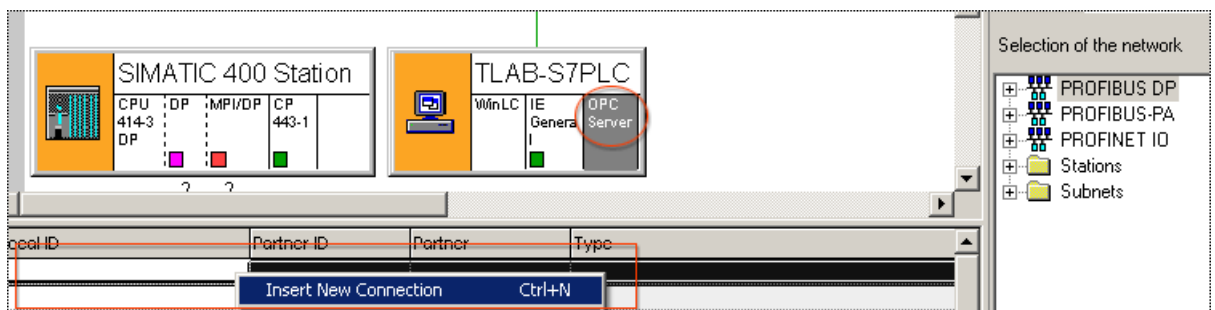 Selection of the network
SIMATIC 400 Station
CPU 414-3 DP
DP
MPI/DP
CP 443-1
TLAB-S7PLC
WinLC
IE Genera l
OPC Server
PROFIBUS DP
PROFIBUS-PA
PROFINET IO
Stations
Subnets
? ?
ocal ID Partner ID Partner Type
Insert New Connection Ctrl+N